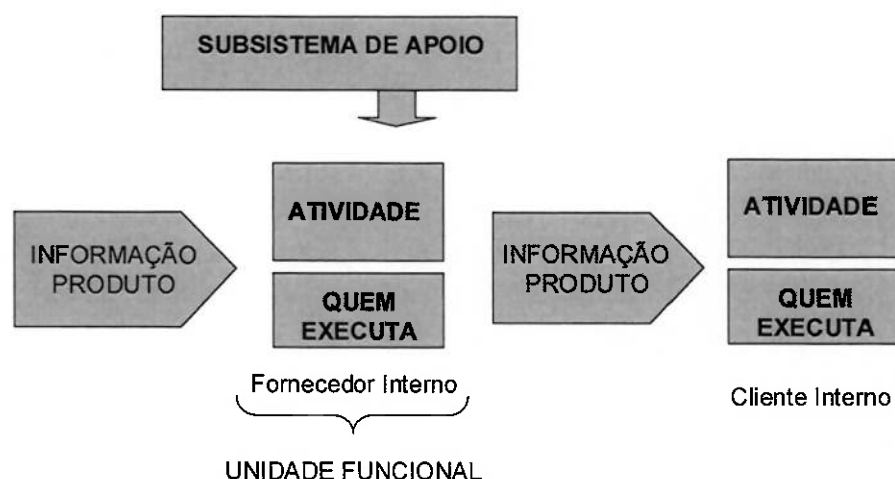 SUBSISTEMA DE APOIO
INFORMAÇÃO
PRODUTO
ATIVIDADE
QUEM
EXECUTA
Fornecedor Interno
UNIDADE FUNCIONAL
INFORMAÇÃO
PRODUTO
ATIVIDADE
QUEM
EXECUTA
Cliente Interno